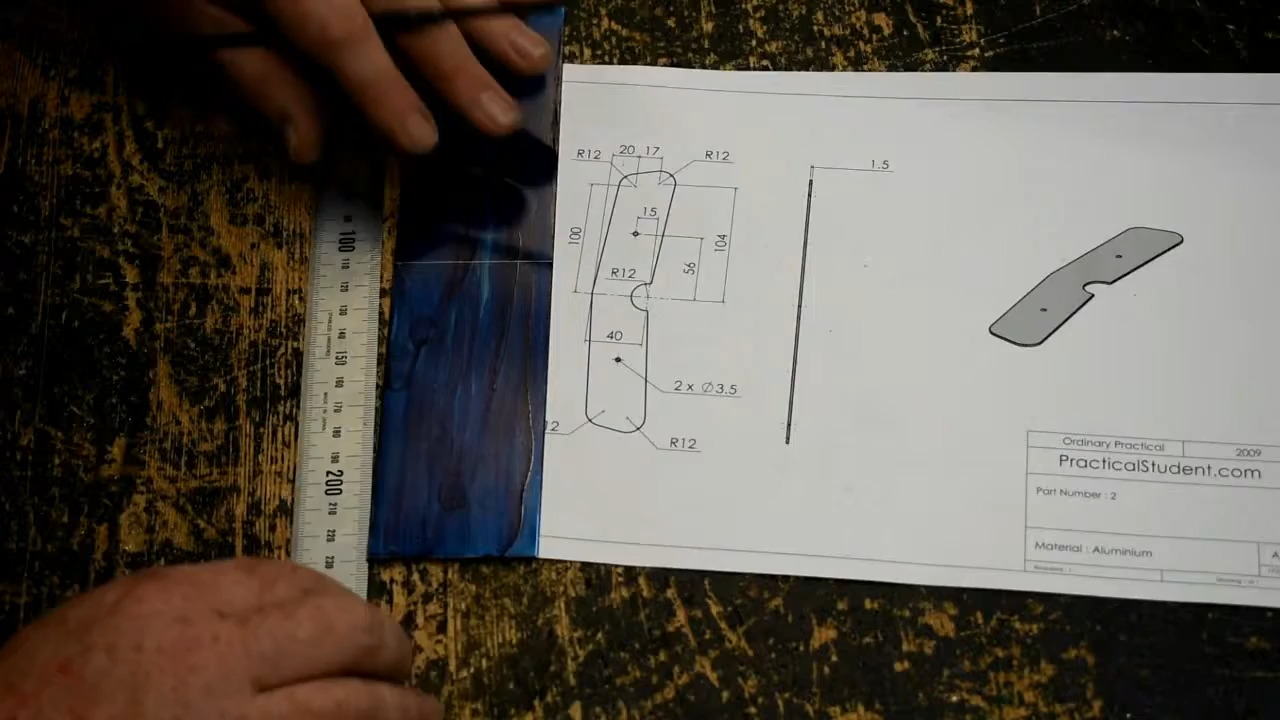 R12
20 17
R12
1.5
15
100
104
56
R12
40
2 x Ø3.5
12
R12
Ordinary Practical
2009
PracticalStudent.com
Part Number : 2
Material : Aluminium
A
100
110
120
130
140
150
160
170
180
190
200
210
220
230